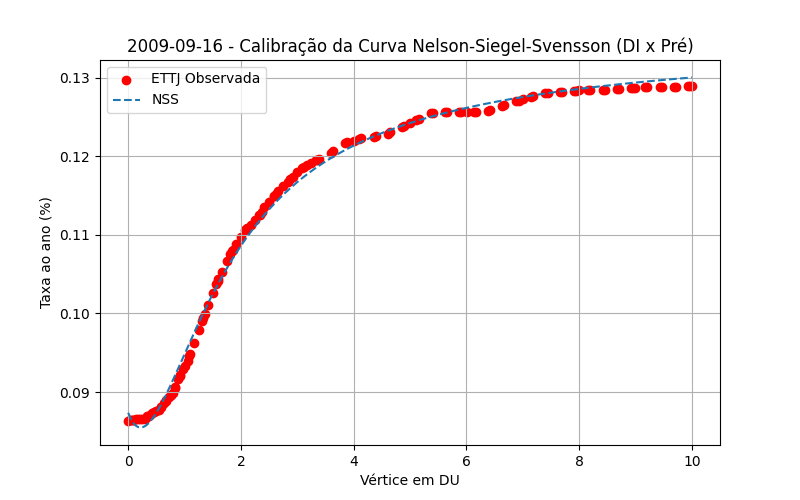 2009-09-16 - Calibração da Curva Nelson-Siegel-Svensson (DI x Pré)
ETTJ Observada
NSS
0.13
0.12
0.11
0.10
0.09
Taxa ao ano (%)
0 2 4 6 8 10
Vértice em DU